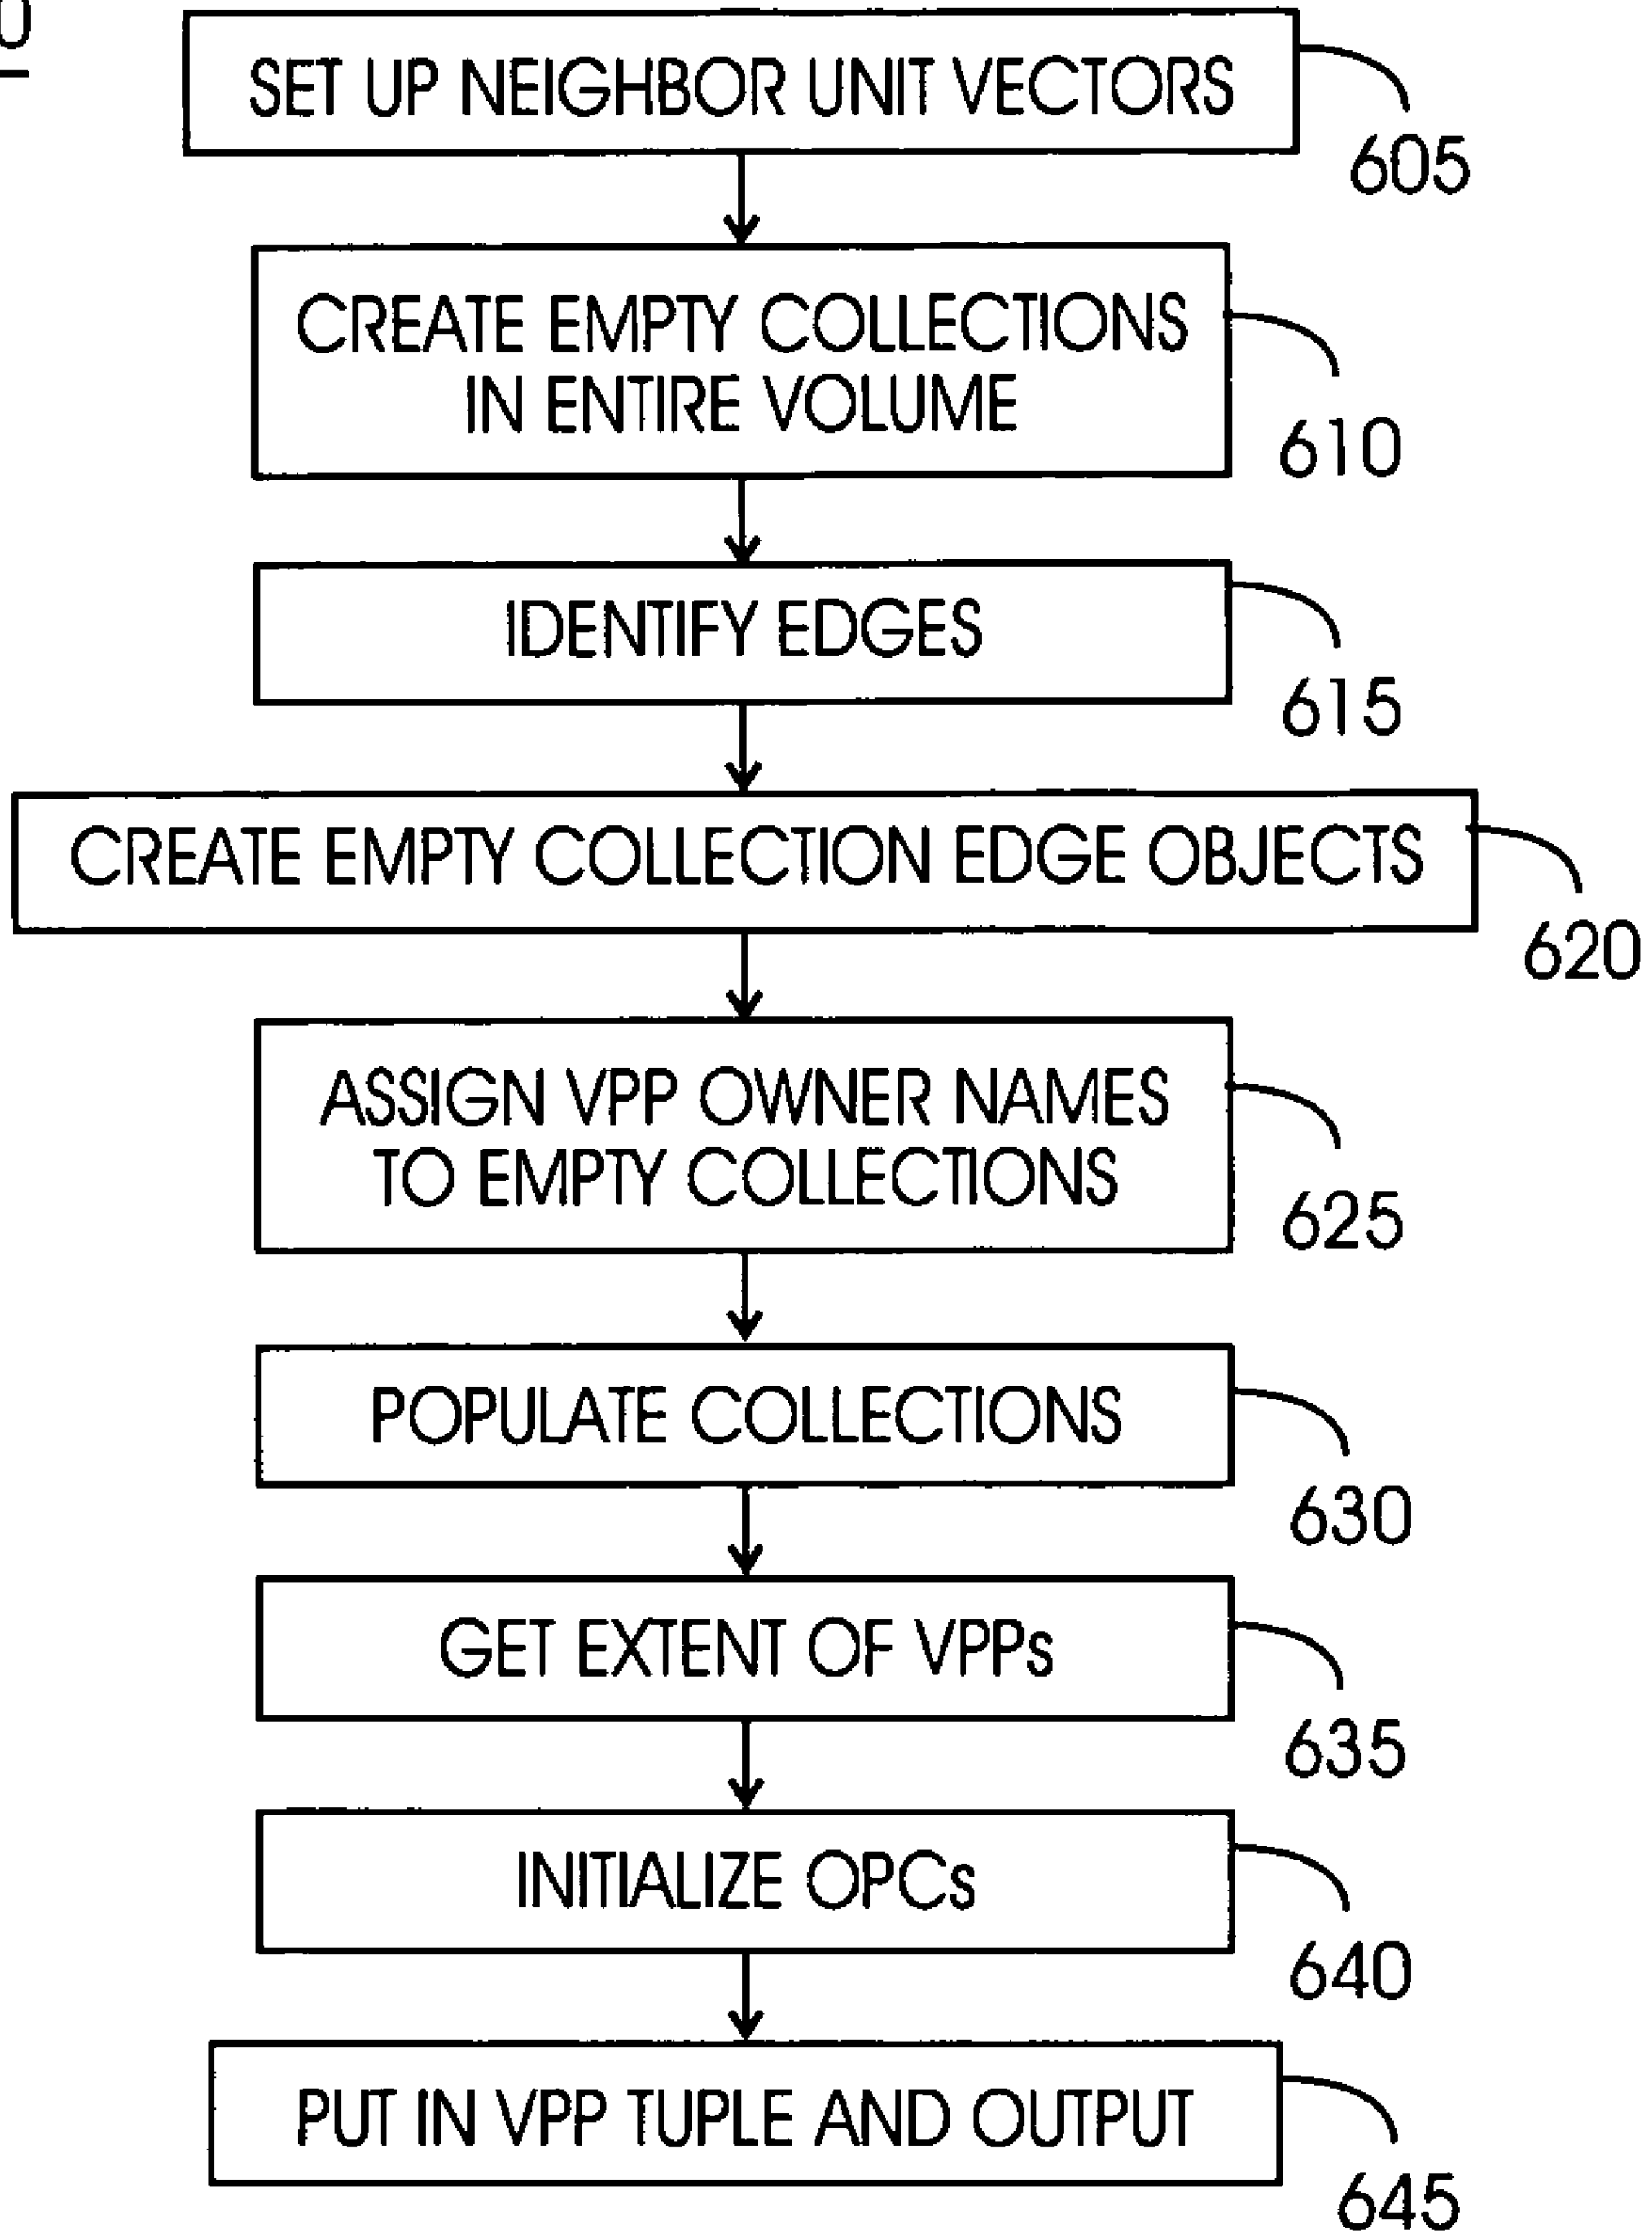 SET UP NEIGHBOR UNIT VECTORS
605
CREATE EMPTY COLLECTIONS
IN ENTIRE VOLUME
610
IDENTIFY EDGES
615
CREATE EMPTY COLLECTION EDGE OBJECTS
620
ASSIGN VPP OWNER NAMES
TO EMPTY COLLECTIONS
625
POPULATE COLLECTIONS
630
GET EXTENT OF VPPs
635
INITIALIZE OPCs
640
PUT IN VPP TUPLE AND OUTPUT
645